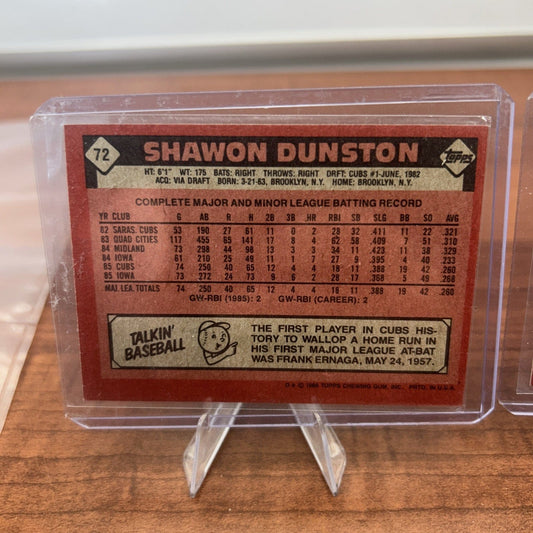 72
SHAWON DUNSTON
topps
HT: 6'1" WT: 175 BATS: RIGHT THROWS: RIGHT DRFT: CUBS #1-JUNE, 1982
ACQ: VIA DRAFT BORN: 3-21-63, BROOKLYN, N.Y. HOME: BROOKLYN, N.Y.
COMPLETE MAJOR AND MINOR LEAGUE BATTING RECORD
YR CLUB G AB R H 2B 3B HR RBI SB SLG BB SO AVG
82 SARAS. CUBS 53 190 27 61 11 0 2 28 32 .411 11 22 .321
83 QUAD CITIES 117 455 65 141 17 8 4 62 58 .409 7 51 .310
84 MIDLAND 73 298 44 98 13 3 3 34 11 38 .329
84 IOWA 61 210 25 49 11 1 7 27 9 .395 4 40 .233
85 CUBS 74 250 40 65 12 4 4 18 11 .388 19 42 .260
85 IOWA 73 272 24 73 9 2 28 17 5 .268
MAJ. LEA. TOTALS 74 250 40 65 12 4 4 18 11 .388 19 42 .260
GW-RBI (1985): 2 GW-RBI (CAREER): 2
TALKIN'
BASEBALL
THE FIRST PLAYER IN CUBS HIS-
TORY TO WALLOP A HOME RUN IN
HIS FIRST MAJOR LEAGUE AT-BAT
WAS FRANK ERNAGA, MAY 24, 1957.
© 1986 TOPPS CHEWING GUM, INC. PRTD. IN U.S.A.